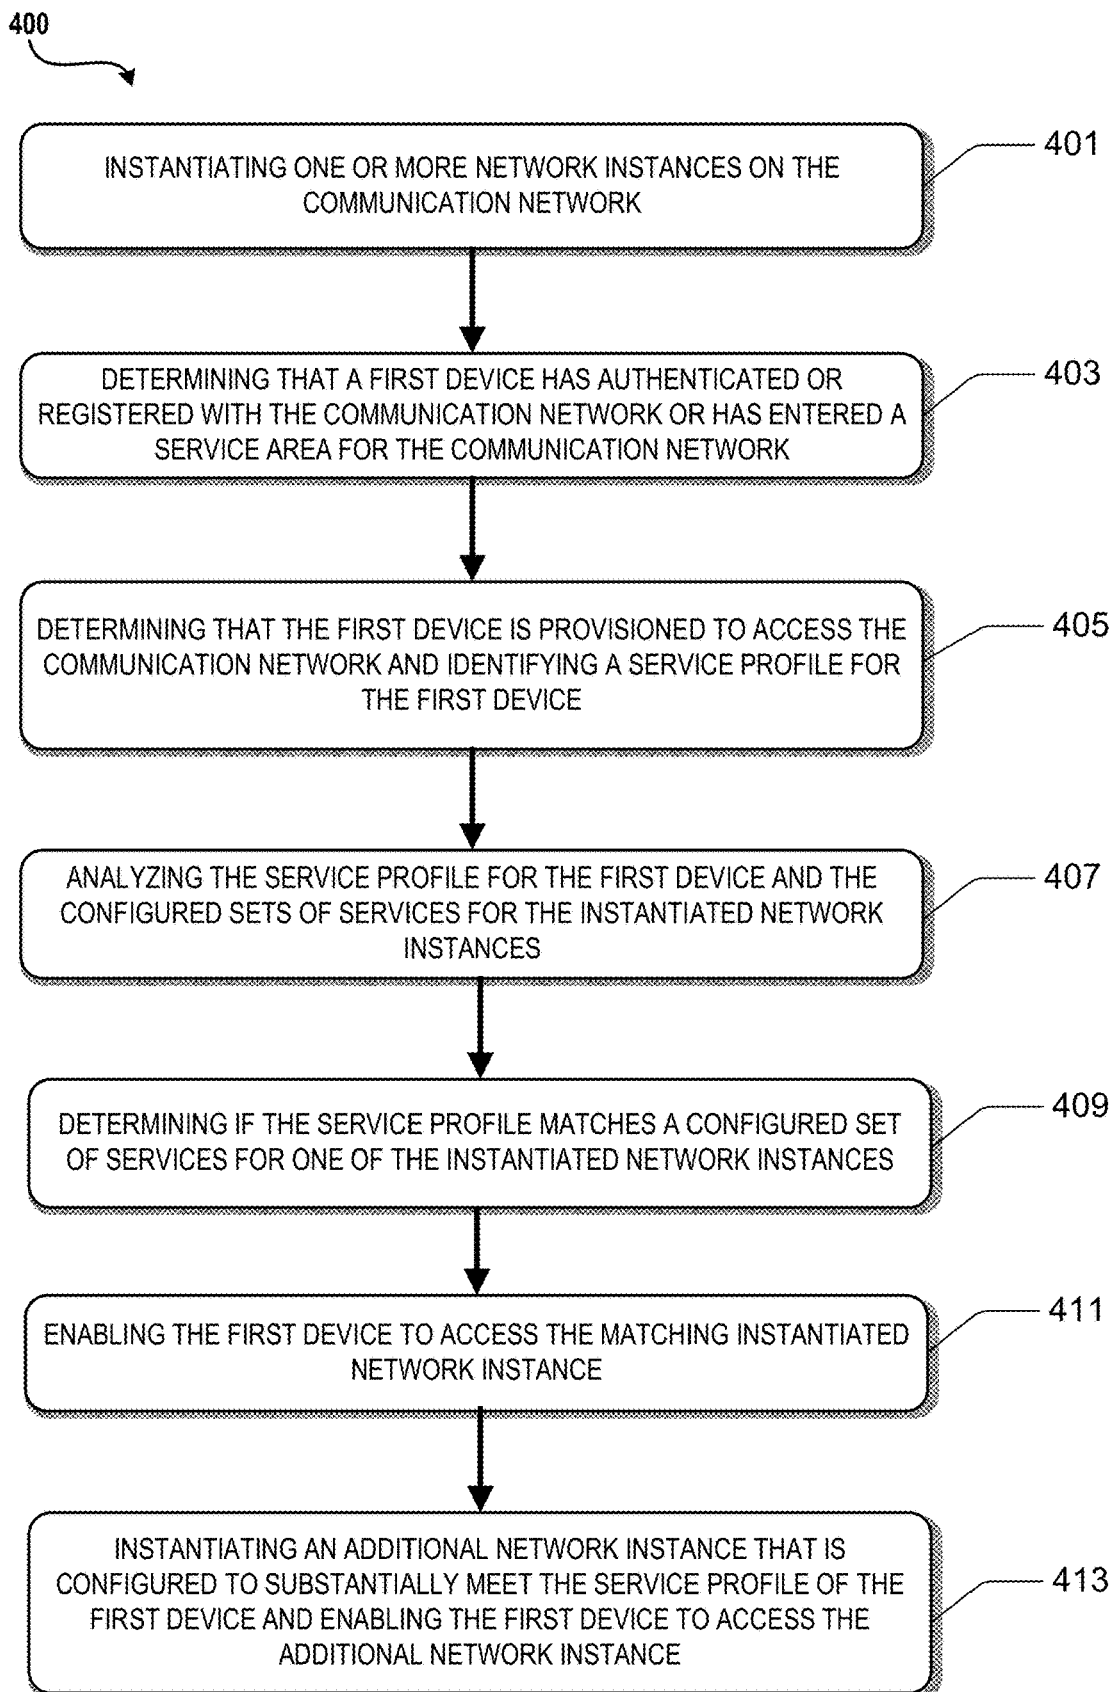 400
INSTANTIATING ONE OR MORE NETWORK INSTANCES ON THE
COMMUNICATION NETWORK
401
DETERMINING THAT A FIRST DEVICE HAS AUTHENTICATED OR
REGISTERED WITH THE COMMUNICATION NETWORK OR HAS ENTERED A
SERVICE AREA FOR THE COMMUNICATION NETWORK
403
DETERMINING THAT THE FIRST DEVICE IS PROVISIONED TO ACCESS THE
COMMUNICATION NETWORK AND IDENTIFYING A SERVICE PROFILE FOR
THE FIRST DEVICE
405
ANALYZING THE SERVICE PROFILE FOR THE FIRST DEVICE AND THE
CONFIGURED SETS OF SERVICES FOR THE INSTANTIATED NETWORK
INSTANCES
407
DETERMINING IF THE SERVICE PROFILE MATCHES A CONFIGURED SET
OF SERVICES FOR ONE OF THE INSTANTIATED NETWORK INSTANCES
409
ENABLING THE FIRST DEVICE TO ACCESS THE MATCHING INSTANTIATED
NETWORK INSTANCE
411
INSTANTIATING AN ADDITIONAL NETWORK INSTANCE THAT IS
CONFIGURED TO SUBSTANTIALLY MEET THE SERVICE PROFILE OF THE
FIRST DEVICE AND ENABLING THE FIRST DEVICE TO ACCESS THE
ADDITIONAL NETWORK INSTANCE
413